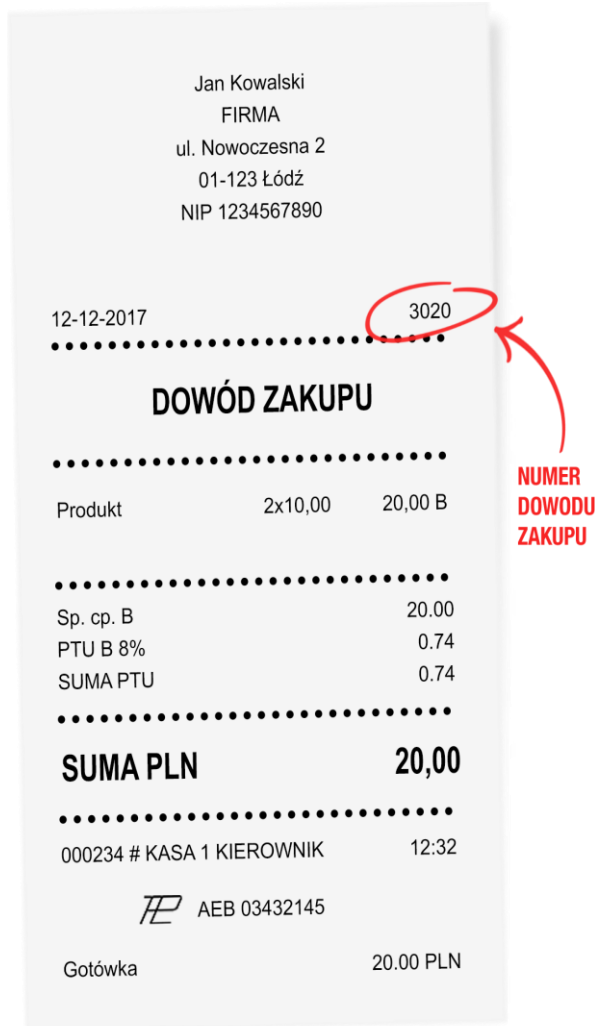 Jan Kowalski
FIRMA
ul. Nowoczesna 2
01-123 Łódź
NIP 1234567890
12-12-2017 3020
DOWÓD ZAKUPU
Produkt 2x10,00 20,00 B
Sp. cp. B 20.00
PTU B 8% 0.74
SUMA PTU 0.74
SUMA PLN 20,00
000234 # KASA 1 KIEROWNIK 12:32
AEB 03432145
Gotówka 20.00 PLN
NUMER
DOWODU
ZAKUPU